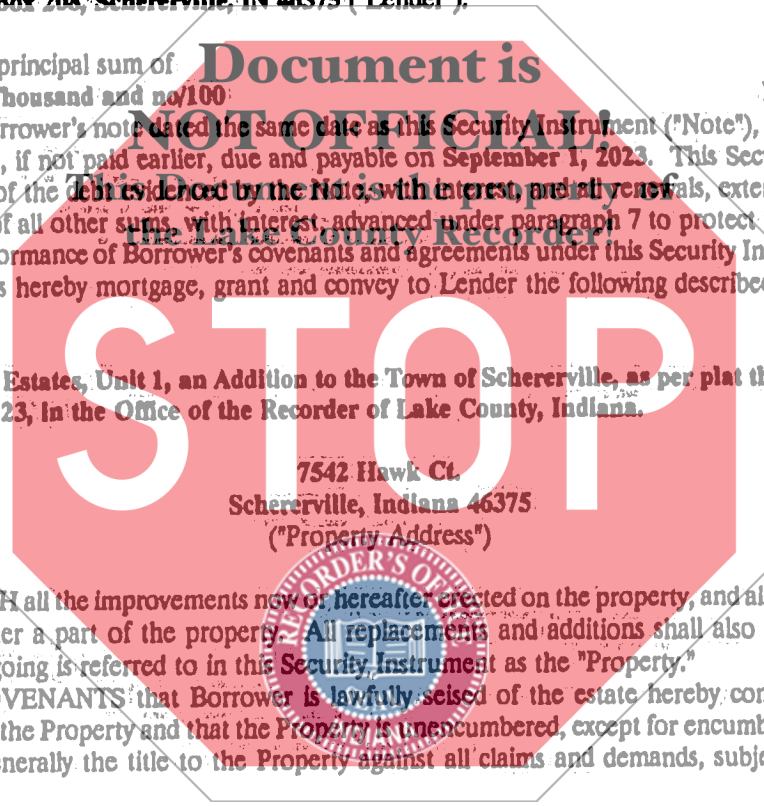 Schererville, IN 46375 ("Lender").
principal sum of
Document is
housand and no/100
NOT OFFICIAL!
rrower's note dated the same date as this Security Instrument ("Note"),
, if not paid earlier, due and payable on September 1, 2023. This Sec
This Document is the property of
of the debt evidenced by the Note, with interest, and all renewals, exten
of all other sums, with interest, advanced under paragraph 7 to protect
the Lake County Recorder!
ormance of Borrower's covenants and agreements under this Security In
s hereby mortgage, grant and convey to Lender the following described
STOP
Estates, Unit 1, an Addition to the Town of Schererville, as per plat th
23, in the Office of the Recorder of Lake County, Indiana.
7542 Hawk Ct.
Schererville, Indiana 46375
("Property Address")
RECORDER'S OFFICE
H all the improvements now or hereafter erected on the property, and al
er a part of the property. All replacements and additions shall also
going is referred to in this Security Instrument as the "Property."
OVENANTS that Borrower is lawfully seised of the estate hereby con
the Property and that the Property is unencumbered, except for encumb
nerally the title to the Property against all claims and demands, subje